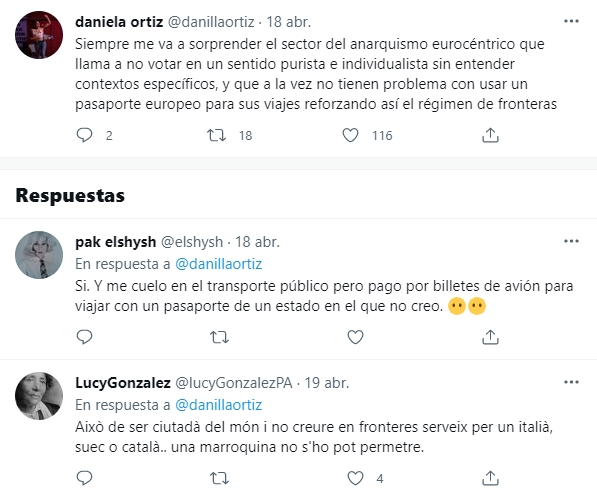 daniela ortiz @danillaortiz · 18 abr.
Siempre me va a sorprender el sector del anarquismo eurocéntrico que
llama a no votar en un sentido purista e individualista sin entender
contextos específicos, y que a la vez no tienen problema con usar un
pasaporte europeo para sus viajes reforzando así el régimen de fronteras
2 18 116
Respuestas
pak elshysh @elshysh · 18 abr.
En respuesta a @danillaortiz
Si. Y me cuelo en el transporte público pero pago por billetes de avión para
viajar con un pasaporte de un estado en el que no creo. 😶😶
LucyGonzalez @lucyGonzalezPA · 19 abr.
En respuesta a @danillaortiz
Això de ser ciutadà del món i no creure en fronteres serveix per un italià,
suec o català.. una marroquina no s'ho pot permetre.
4